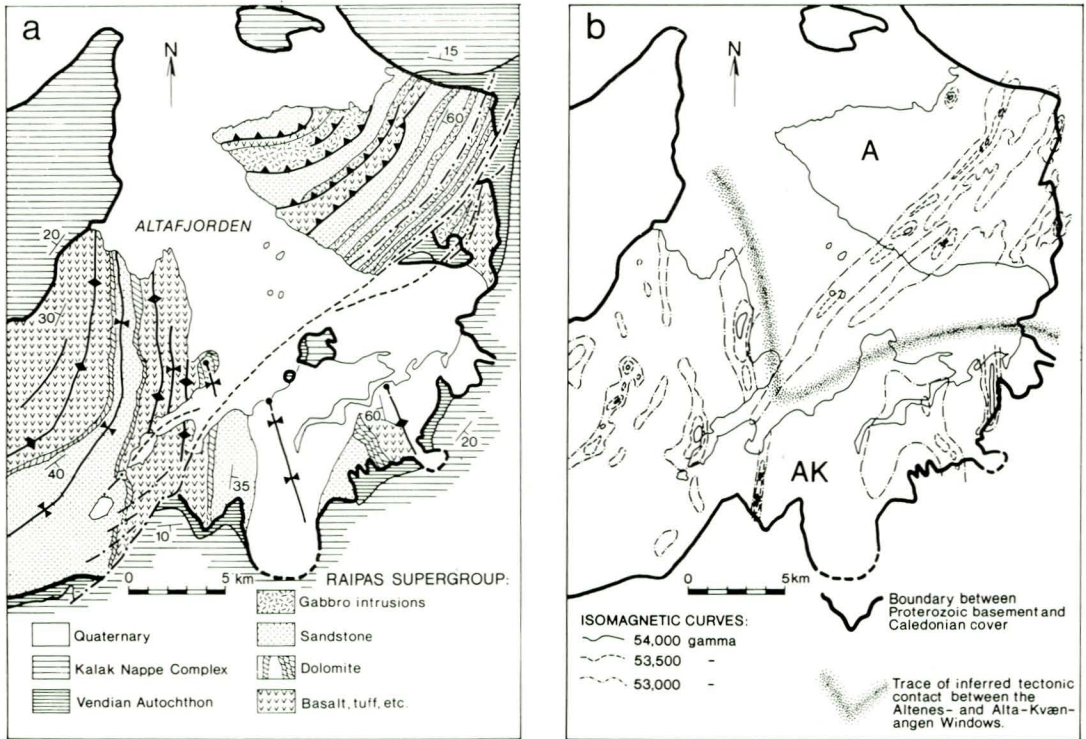 a
N
15
60
ALTAFJORDEN
20
30
60
40
35
20
10
0 5 km
RAIPAS SUPERGROUP:
Gabbro intrusions
Quaternary
Sandstone
Kalak Nappe Complex
Dolomite
Vendian Autochthon
Basalt, tuff, etc.
b
N
A
AK
0 5km
ISOMAGNETIC CURVES:
54,000 gamma
53,500 -
53,000 -
Boundary between
Proterozoic basement and
Caledonian cover
Trace of inferred tectonic
contact between the
Altenes- and Alta-Kvæn-
angen Windows.